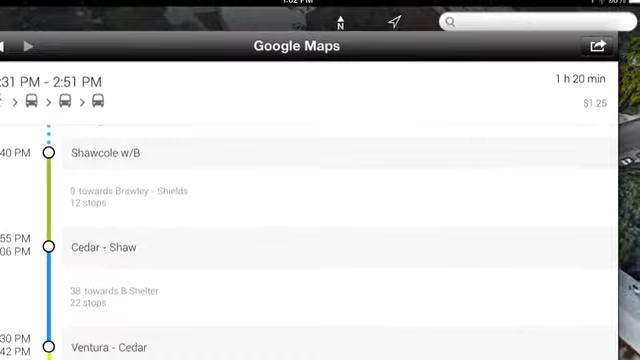 1:02 PM
N
Google Maps
:31 PM - 2:51 PM
1 h 20 min
$1.25
:40 PM
Shawcole w/B
9 towards Brawley - Shields
12 stops
:55 PM
:06 PM
Cedar - Shaw
38 towards B Shelter
22 stops
:30 PM
:42 PM
Ventura - Cedar